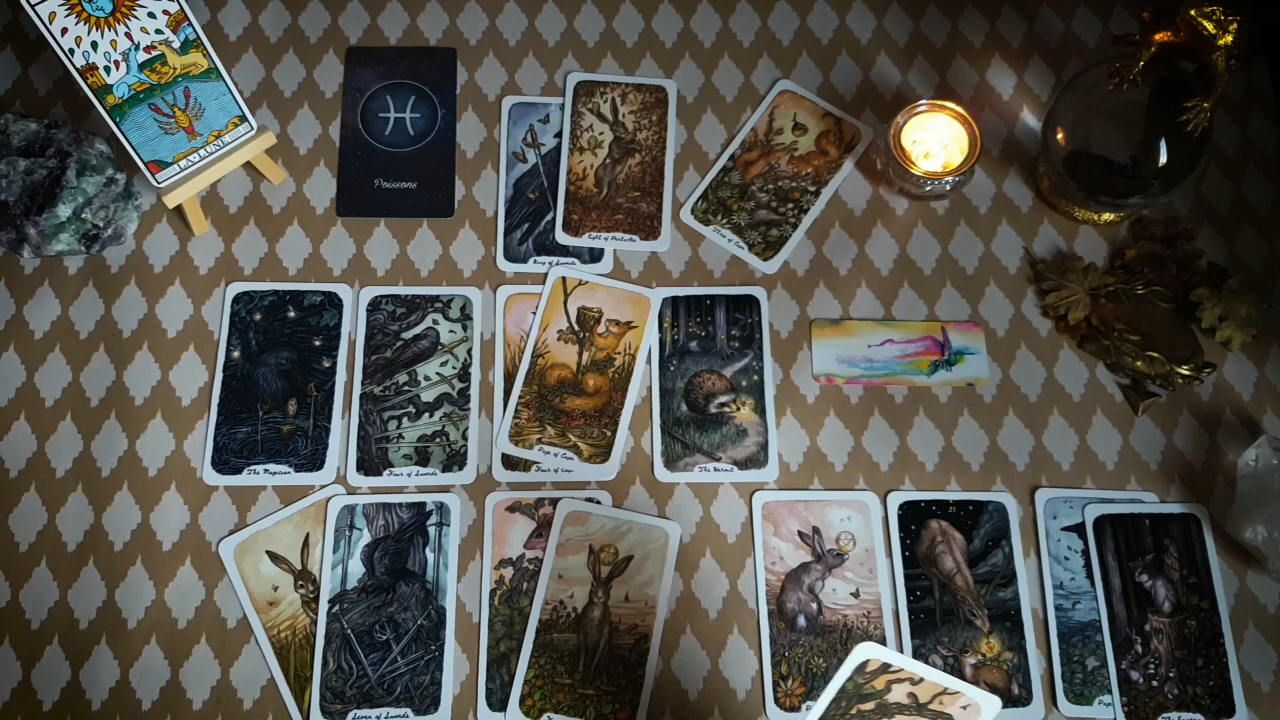 LA·LUNE
Poissons
King of Swords
Eight of Pentacles
Three of Cups
The Magician
Four of Swords
Page of Cups
Four of Cups
The Hermit
21
Seven of Swords